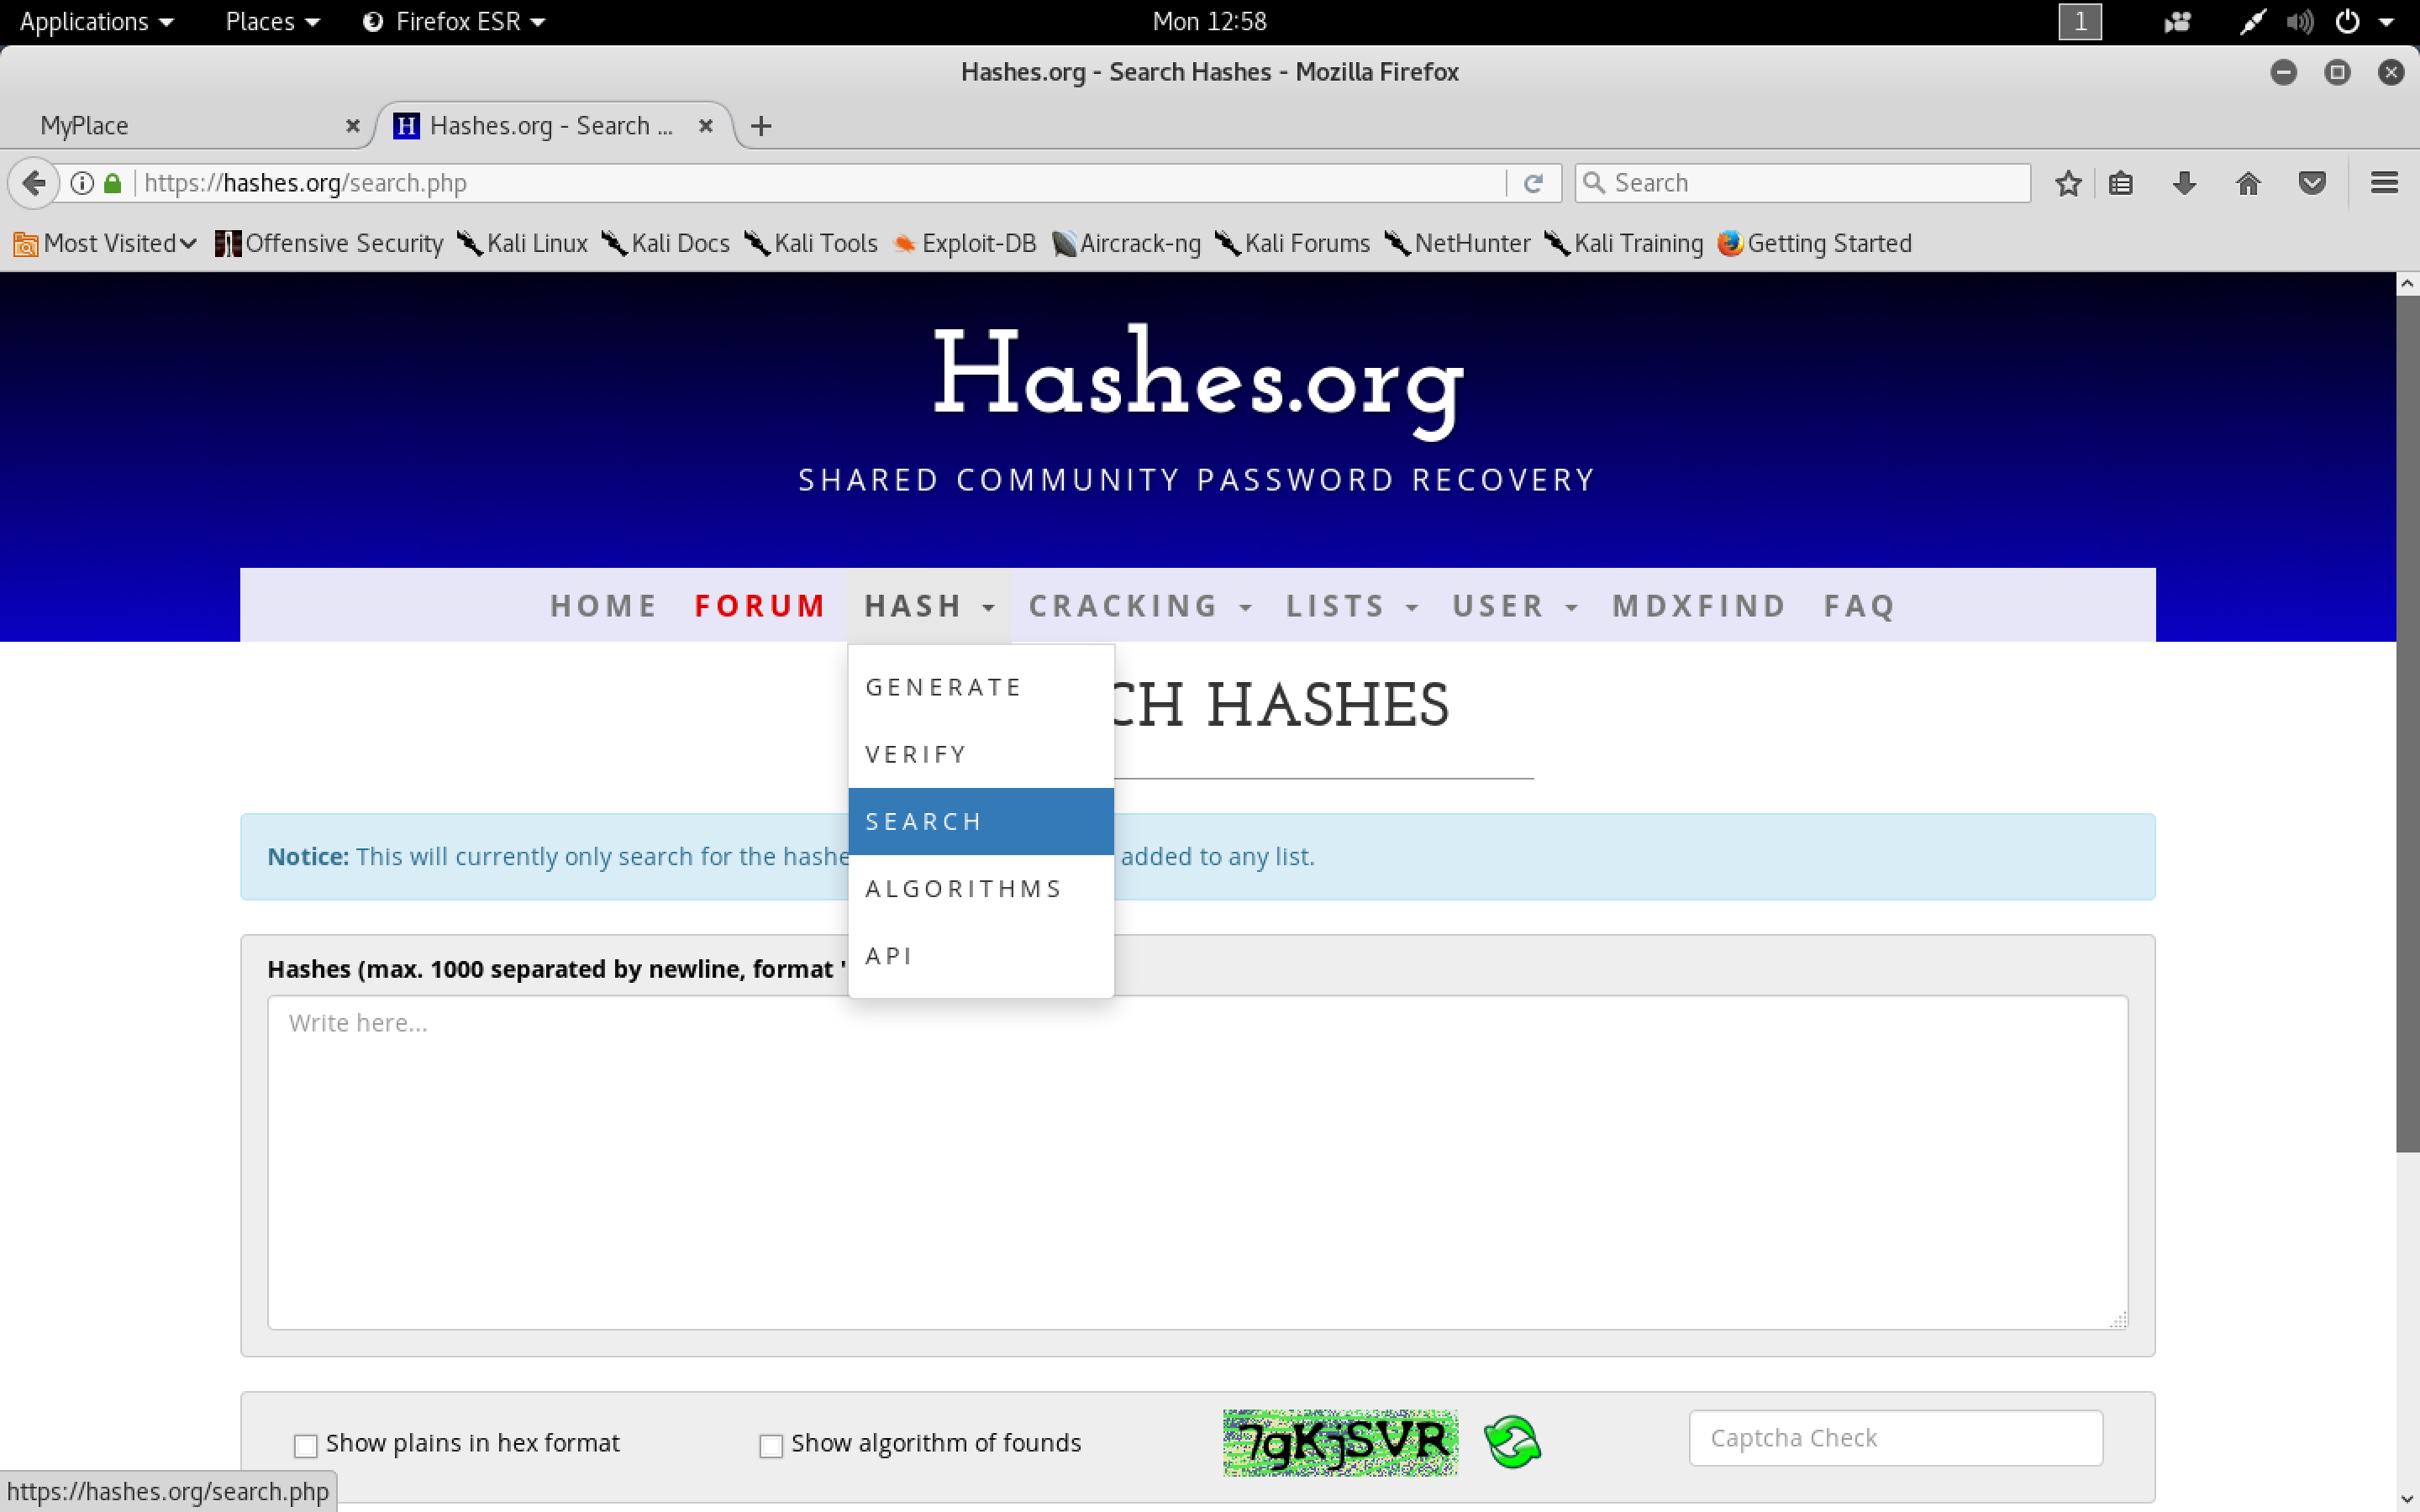 Applications Places Firefox ESR Mon 12:58 1
Hashes.org - Search Hashes - Mozilla Firefox
MyPlace Hashes.org - Search ...
https://hashes.org/search.php Search
Most Visited Offensive Security Kali Linux Kali Docs Kali Tools Exploit-DB Aircrack-ng Kali Forums NetHunter Kali Training Getting Started
Hashes.org
SHARED COMMUNITY PASSWORD RECOVERY
HOME FORUM HASH CRACKING LISTS USER MDXFIND FAQ
GENERATE
CH HASHES
VERIFY
SEARCH
Notice: This will currently only search for the hashe added to any list.
ALGORITHMS
API
Hashes (max. 1000 separated by newline, format '
Write here...
Show plains in hex format Show algorithm of founds 7gKjSVR Captcha Check
https://hashes.org/search.php